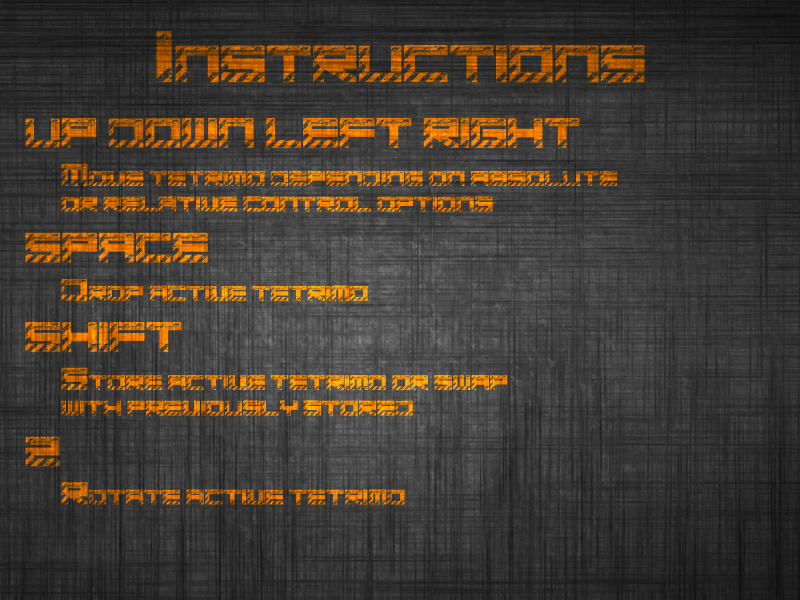 Instructions
UP DOWN LEFT RIGHT
Move tetrimo depending on absolute
or relative control options
SPACE
Drop active tetrimo
SHIFT
Store active tetrimo or swap
with previously stored
Z
Rotate active tetrimo